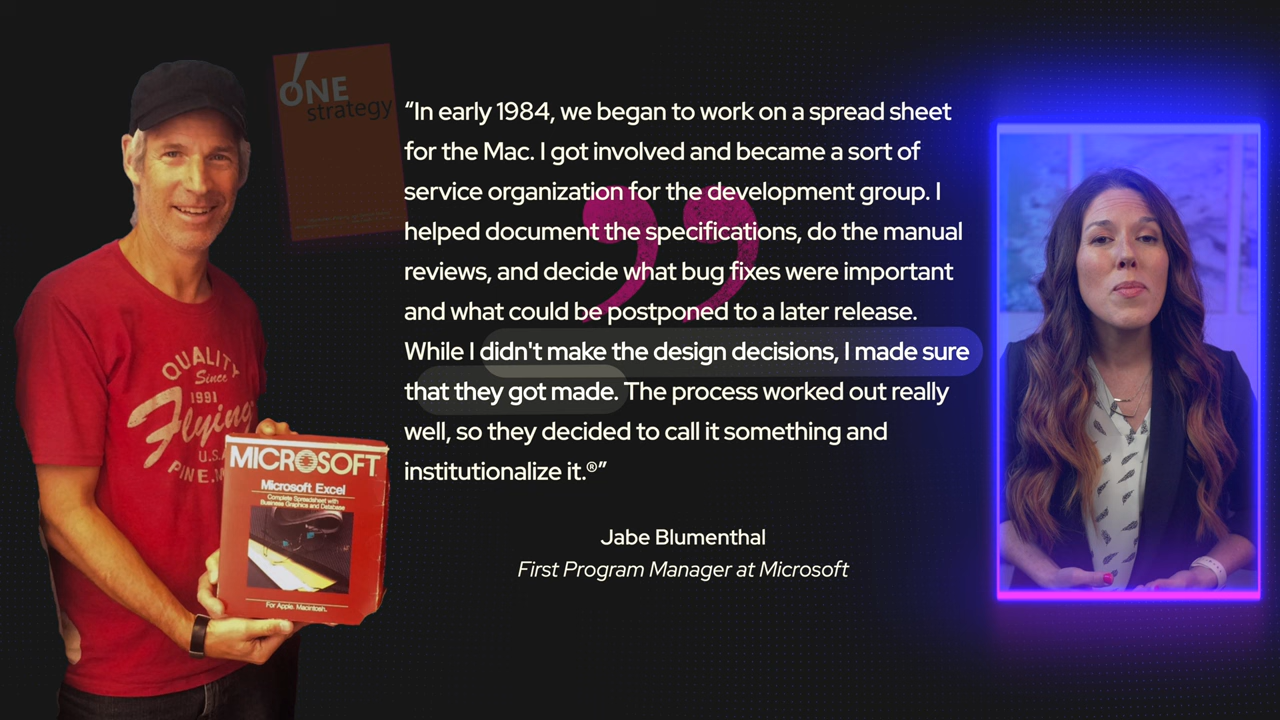 ONE
strategy
“In early 1984, we began to work on a spread sheet
for the Mac. I got involved and became a sort of
service organization for the development group. I
helped document the specifications, do the manual
reviews, and decide what bug fixes were important
and what could be postponed to a later release.
While I didn't make the design decisions, I made sure
that they got made. The process worked out really
well, so they decided to call it something and
institutionalize it.®”
Jabe Blumenthal
First Program Manager at Microsoft
QUALITY
Since
1991
Flying
U.S.
PINE
MICROSOFT
Microsoft Excel
Complete Spreadsheet with
Business Graphics and Database
For Apple Macintosh